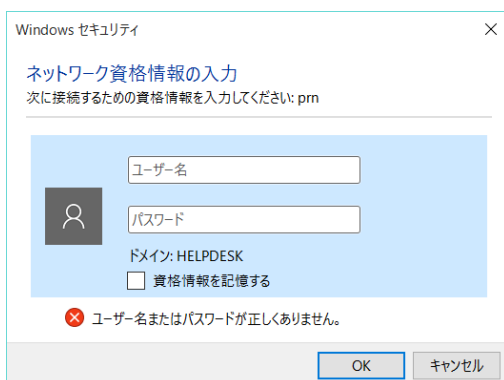 Windows セキュリティ
ネットワーク資格情報の入力
次に接続するための資格情報を入力してください: prn
ユーザー名
パスワード
ドメイン: HELPDESK
資格情報を記憶する
ユーザー名またはパスワードが正しくありません。
OK
キャンセル